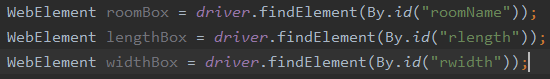 WebElement roomBox = driver.findElement(By.id("roomName"));
WebElement lengthBox = driver.findElement(By.id("rlength"));
WebElement widthBox = driver.findElement(By.id("rwidth"));